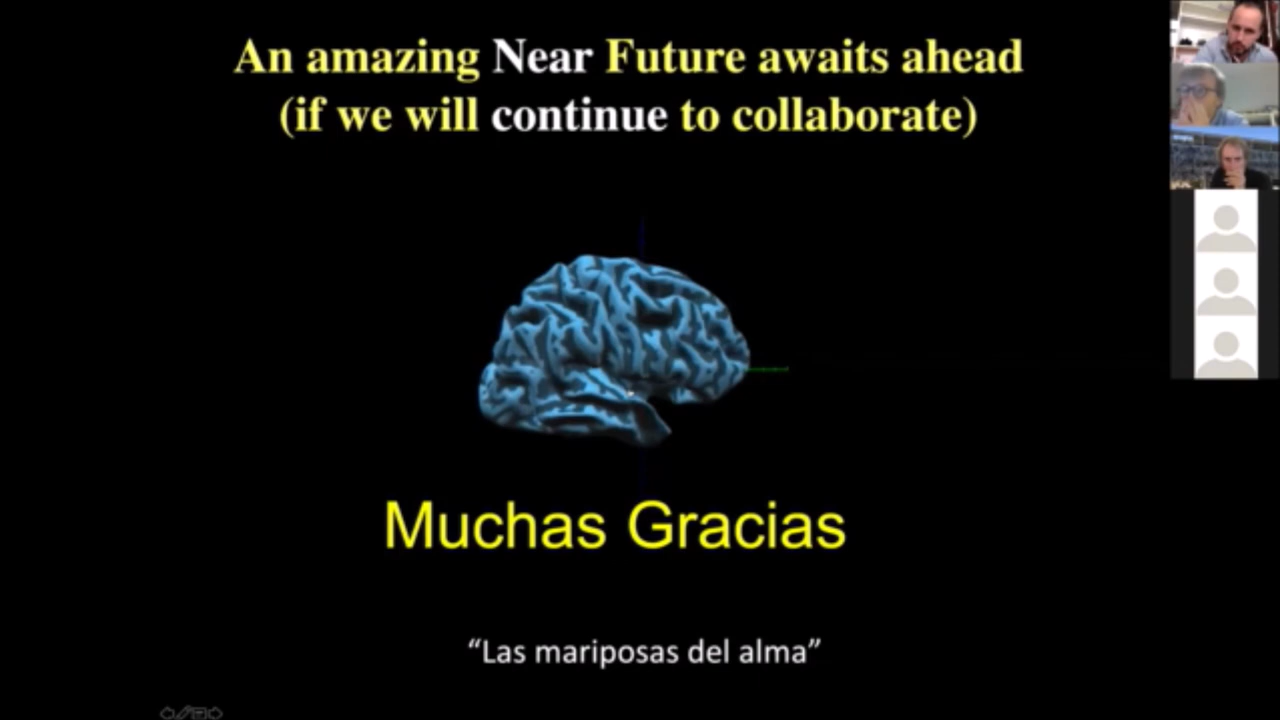 An amazing Near Future awaits ahead
(if we will continue to collaborate)
Muchas Gracias
“Las mariposas del alma”